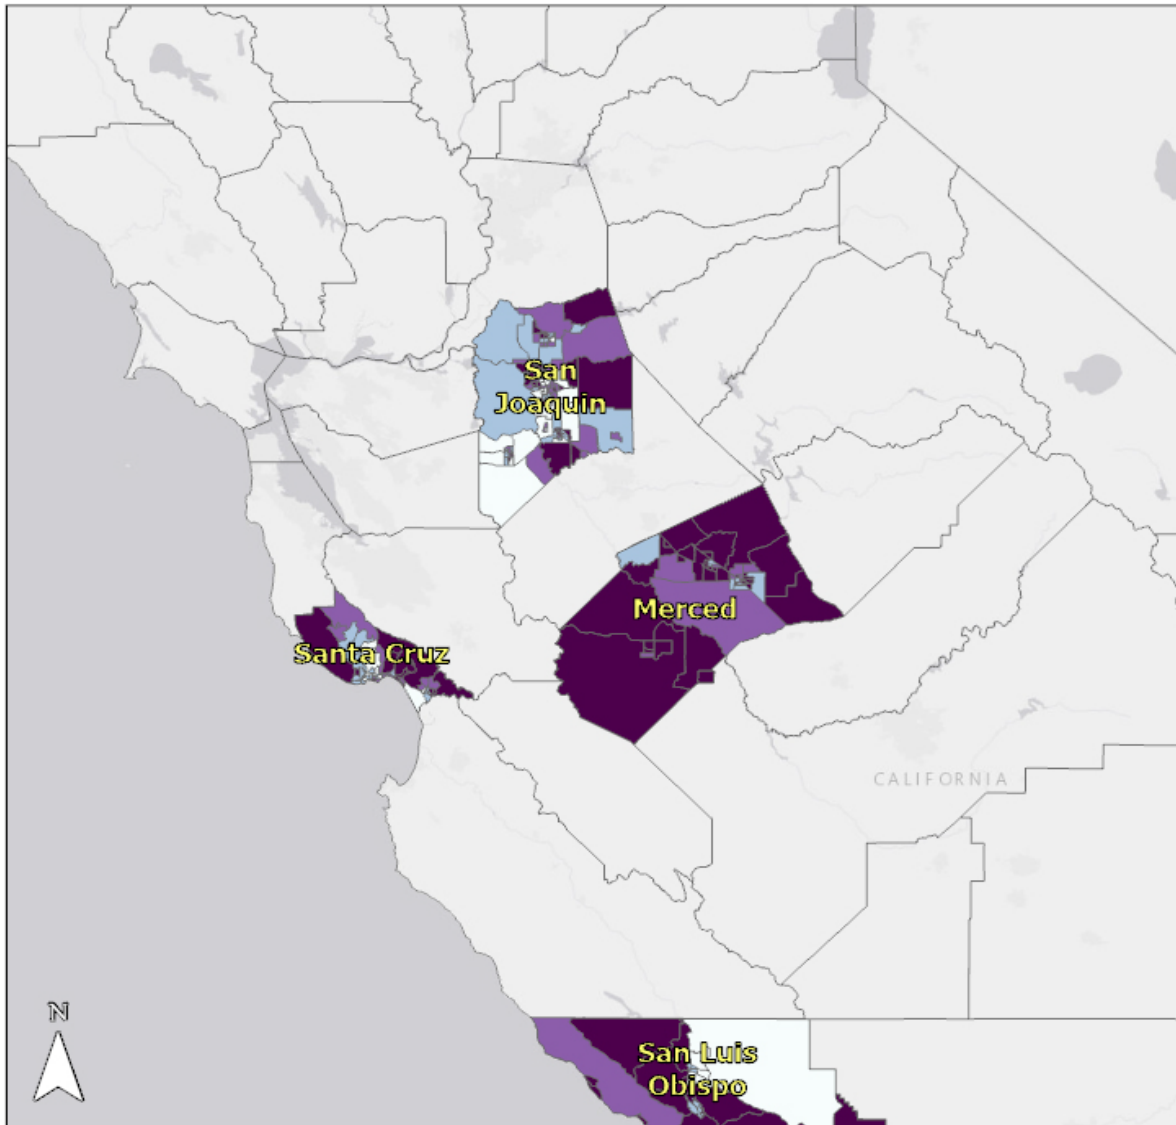 San
Joaquin
Merced
Santa Cruz
CALIFORNIA
N
San Luis
Obispo